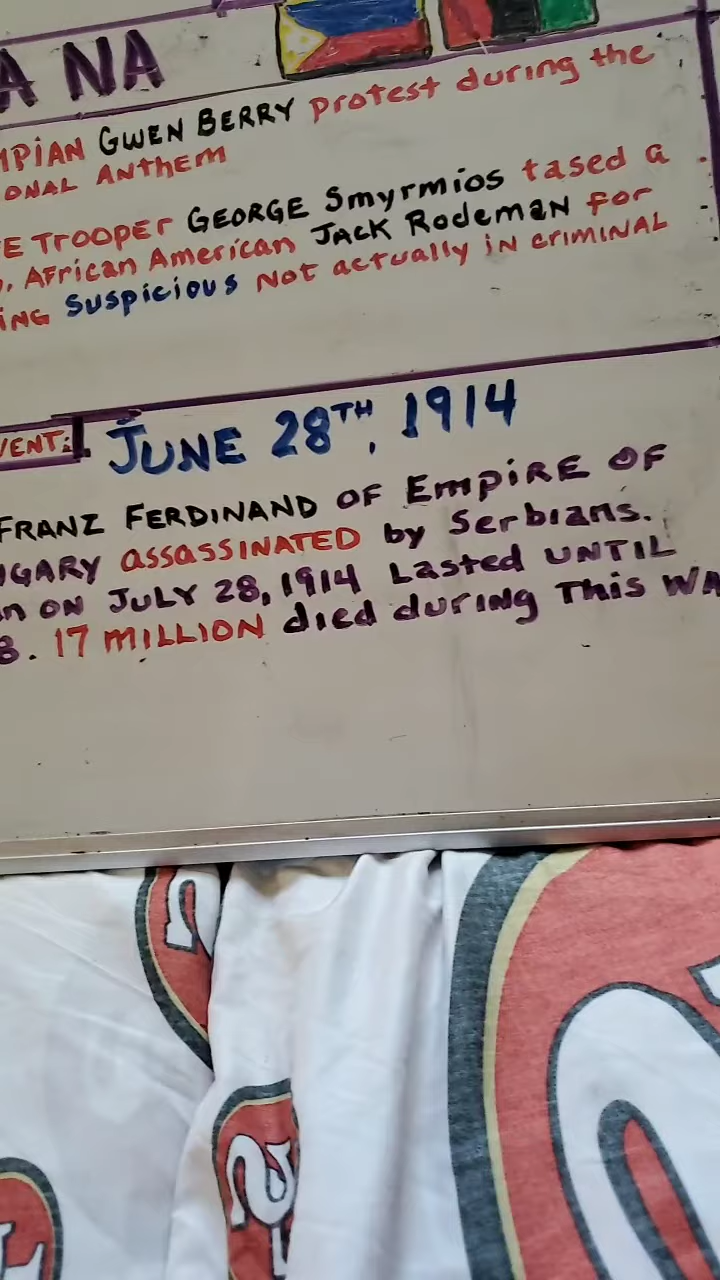 A NA
MPIAN GWEN BERRY protest during the
ONAL ANTHEM
E TROOPER GEORGE Smyrmios tased a
. African American JACK Rodeman for
ING Suspicious Not actually IN criminal
VENT: JUNE 28TH, 1914
FRANZ FERDINAND OF EMPIRE OF
GARY ASSASSINATED by Serbians.
n ON JULY 28, 1914 Lasted UNTIL
8. 17 MILLION died during This WA